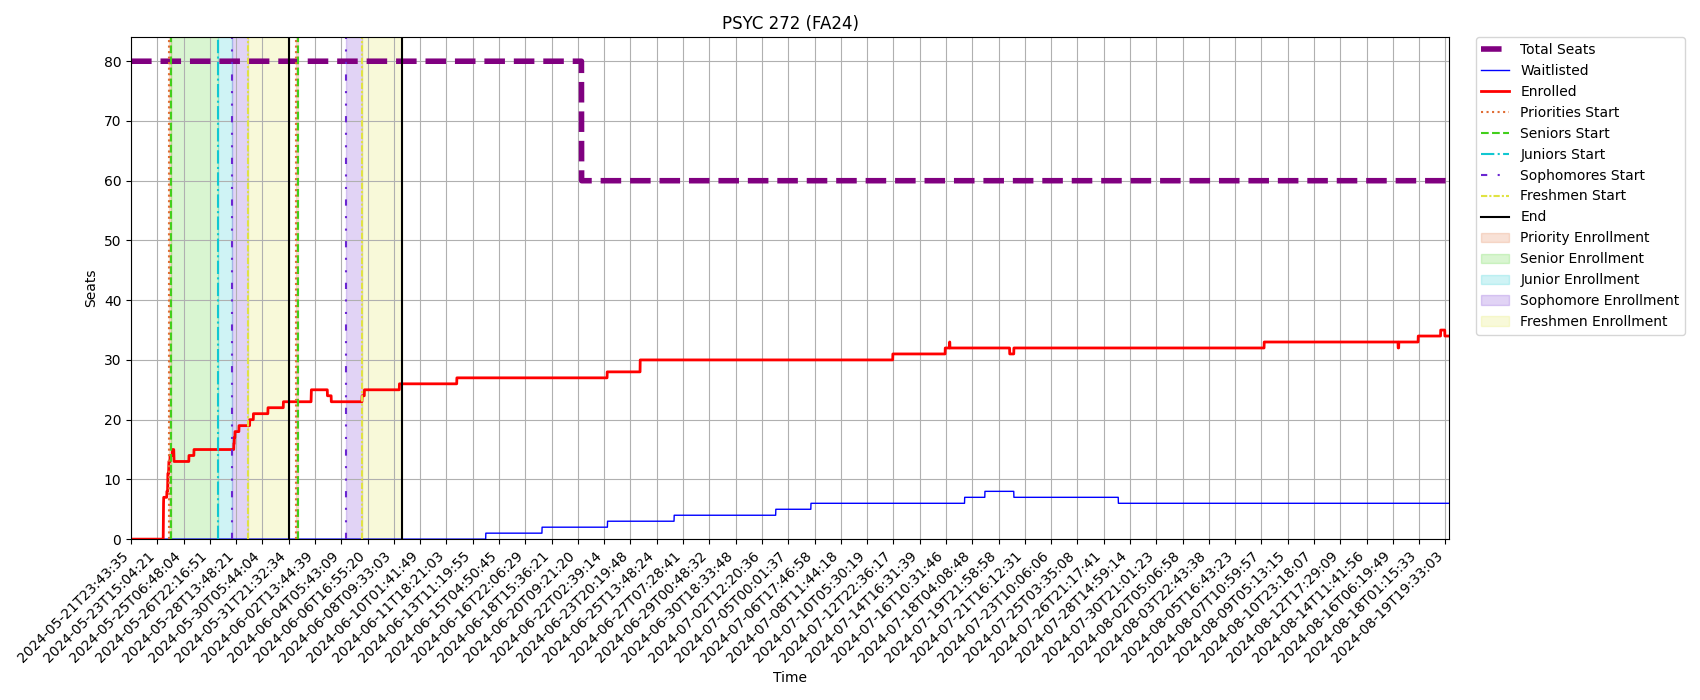 PSYC 272 (FA24)
Seats
80
70
60
50
40
30
20
10
0
2024-05-21T23:43:35
2024-05-23T15:04:21
2024-05-25T06:48:04
2024-05-26T22:16:51
2024-05-28T13:48:21
2024-05-30T05:44:04
2024-05-31T21:32:34
2024-06-02T13:44:39
2024-06-04T05:43:09
2024-06-06T16:55:20
2024-06-08T09:33:03
2024-06-10T01:41:49
2024-06-11T18:21:03
2024-06-13T11:19:55
2024-06-15T04:50:45
2024-06-16T22:06:29
2024-06-18T15:36:21
2024-06-20T09:21:20
2024-06-22T02:39:14
2024-06-23T20:19:48
2024-06-25T13:48:24
2024-06-27T07:28:41
2024-06-29T00:48:32
2024-06-30T18:33:48
2024-07-02T12:20:36
2024-07-05T00:01:37
2024-07-06T17:46:58
2024-07-08T11:44:18
2024-07-10T05:30:19
2024-07-12T22:36:17
2024-07-14T16:31:39
2024-07-16T10:31:46
2024-07-18T04:08:48
2024-07-19T21:58:58
2024-07-21T16:12:31
2024-07-23T10:06:06
2024-07-25T03:35:08
2024-07-26T21:17:41
2024-07-28T14:59:14
2024-07-30T21:01:23
2024-08-02T05:06:58
2024-08-03T22:43:38
2024-08-05T16:43:23
2024-08-07T10:59:57
2024-08-09T05:13:15
2024-08-10T23:18:07
2024-08-12T17:29:09
2024-08-14T11:41:56
2024-08-16T06:19:49
2024-08-18T01:15:33
2024-08-19T19:33:03
Time
Total Seats
Waitlisted
Enrolled
Priorities Start
Seniors Start
Juniors Start
Sophomores Start
Freshmen Start
End
Priority Enrollment
Senior Enrollment
Junior Enrollment
Sophomore Enrollment
Freshmen Enrollment